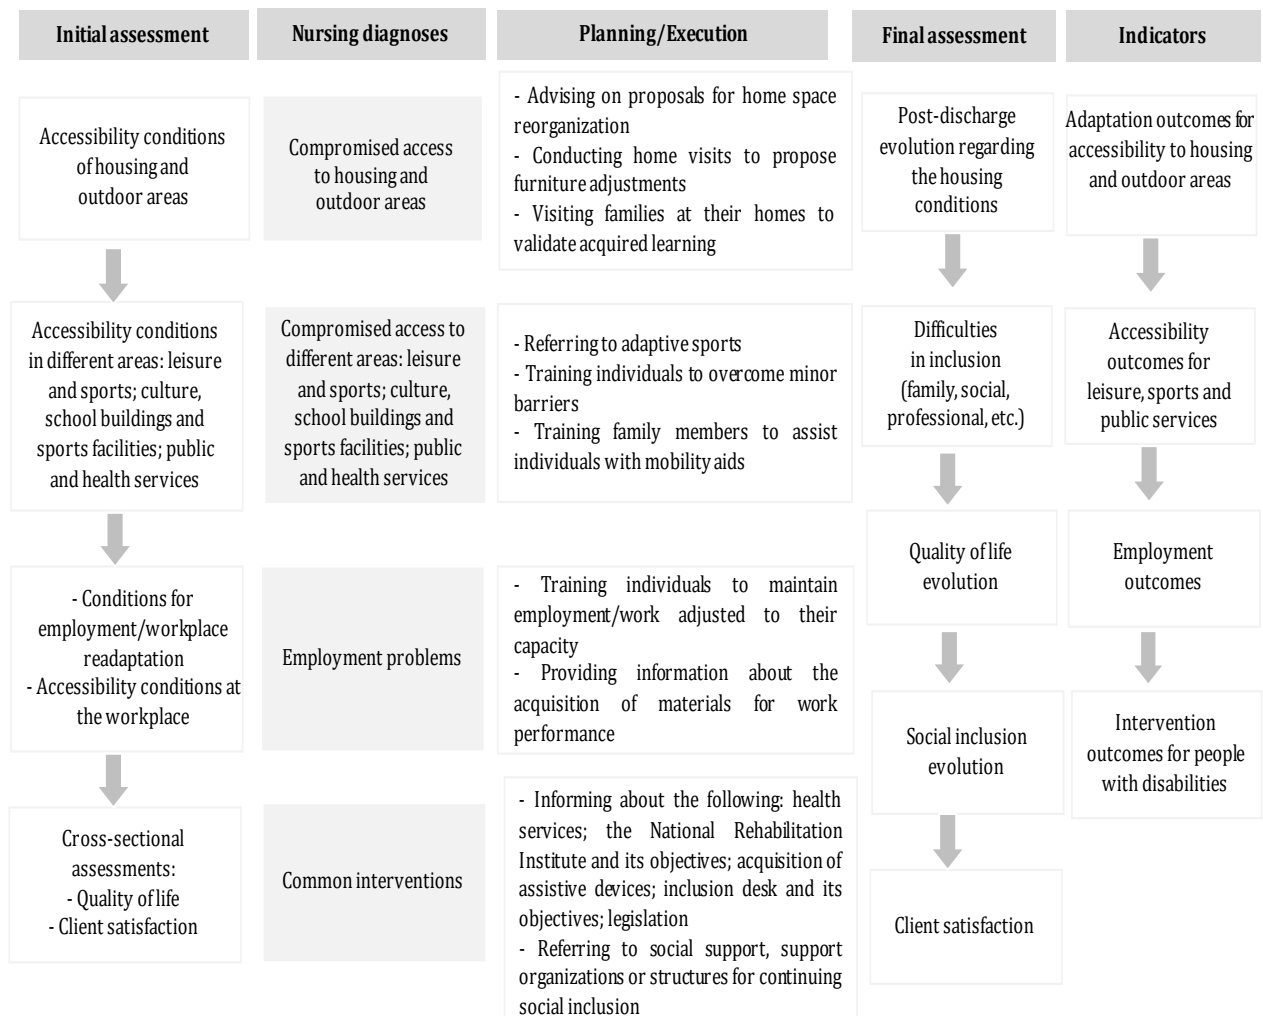 Initial assessment
Nursing diagnoses
Planning/Execution
Final assessment
Indicators
Accessibility conditions
of housing and
outdoor areas
Accessibility conditions
in different areas: leisure
and sports; culture,
school buildings and
sports facilities; public
and health services
- Conditions for
employment/workplace
readaptation
- Accessibility conditions at
the workplace
Cross-sectional
assessments:
- Quality of life
- Client satisfaction
Compromised access
to housing and
outdoor areas
Compromised access to
different areas: leisure
and sports; culture,
school buildings and
sports facilities; public
and health services
Employment problems
Common interventions
- Advising on proposals for home space
reorganization
- Conducting home visits to propose
furniture adjustments
- Visiting families at their homes to
validate acquired learning
- Referring to adaptive sports
- Training individuals to overcome minor
barriers
- Training family members to assist
individuals with mobility aids
- Training individuals to maintain
employment/work adjusted to their
capacity
- Providing information about the
acquisition of materials for work
performance
- Informing about the following: health
services; the National Rehabilitation
Institute and its objectives; acquisition of
assistive devices; inclusion desk and its
objectives; legislation
- Referring to social support, support
organizations or structures for continuing
social inclusion
Post-discharge
evolution regarding
the housing
conditions
Difficulties
in inclusion
(family, social,
professional, etc.)
Quality of life
evolution
Social inclusion
evolution
Client satisfaction
Adaptation outcomes for
accessibility to housing
and outdoor areas
Accessibility
outcomes for
leisure, sports and
public services
Employment
outcomes
Intervention
outcomes for people
with disabilities